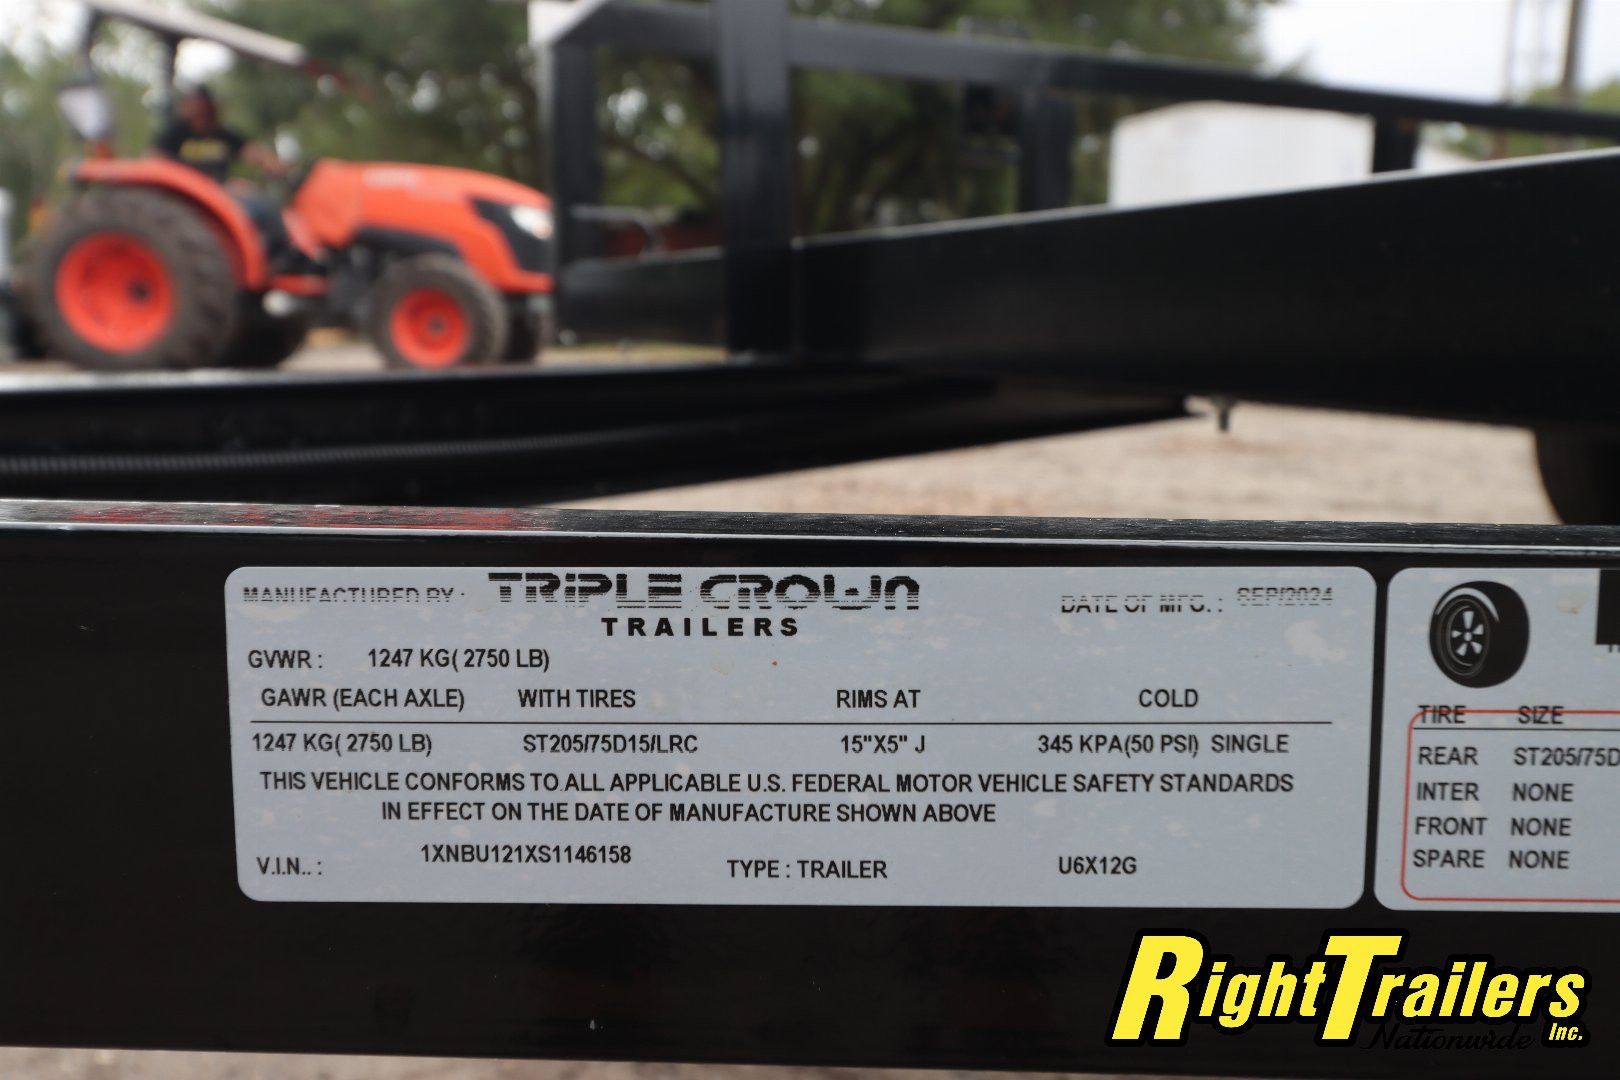 MANUFACTURED BY : TRIPLE CROWN TRAILERS DATE OF MFG. : SEP/2024
GVWR : 1247 KG( 2750 LB)
GAWR (EACH AXLE) WITH TIRES RIMS AT COLD
1247 KG( 2750 LB) ST205/75D15/LRC 15"X5" J 345 KPA(50 PSI) SINGLE
THIS VEHICLE CONFORMS TO ALL APPLICABLE U.S. FEDERAL MOTOR VEHICLE SAFETY STANDARDS
IN EFFECT ON THE DATE OF MANUFACTURE SHOWN ABOVE
V.I.N.. : 1XNBU121XS1146158 TYPE : TRAILER U6X12G
TIRE SIZE
REAR ST205/75D
INTER NONE
FRONT NONE
SPARE NONE
RightTrailers Inc.
Nationwide